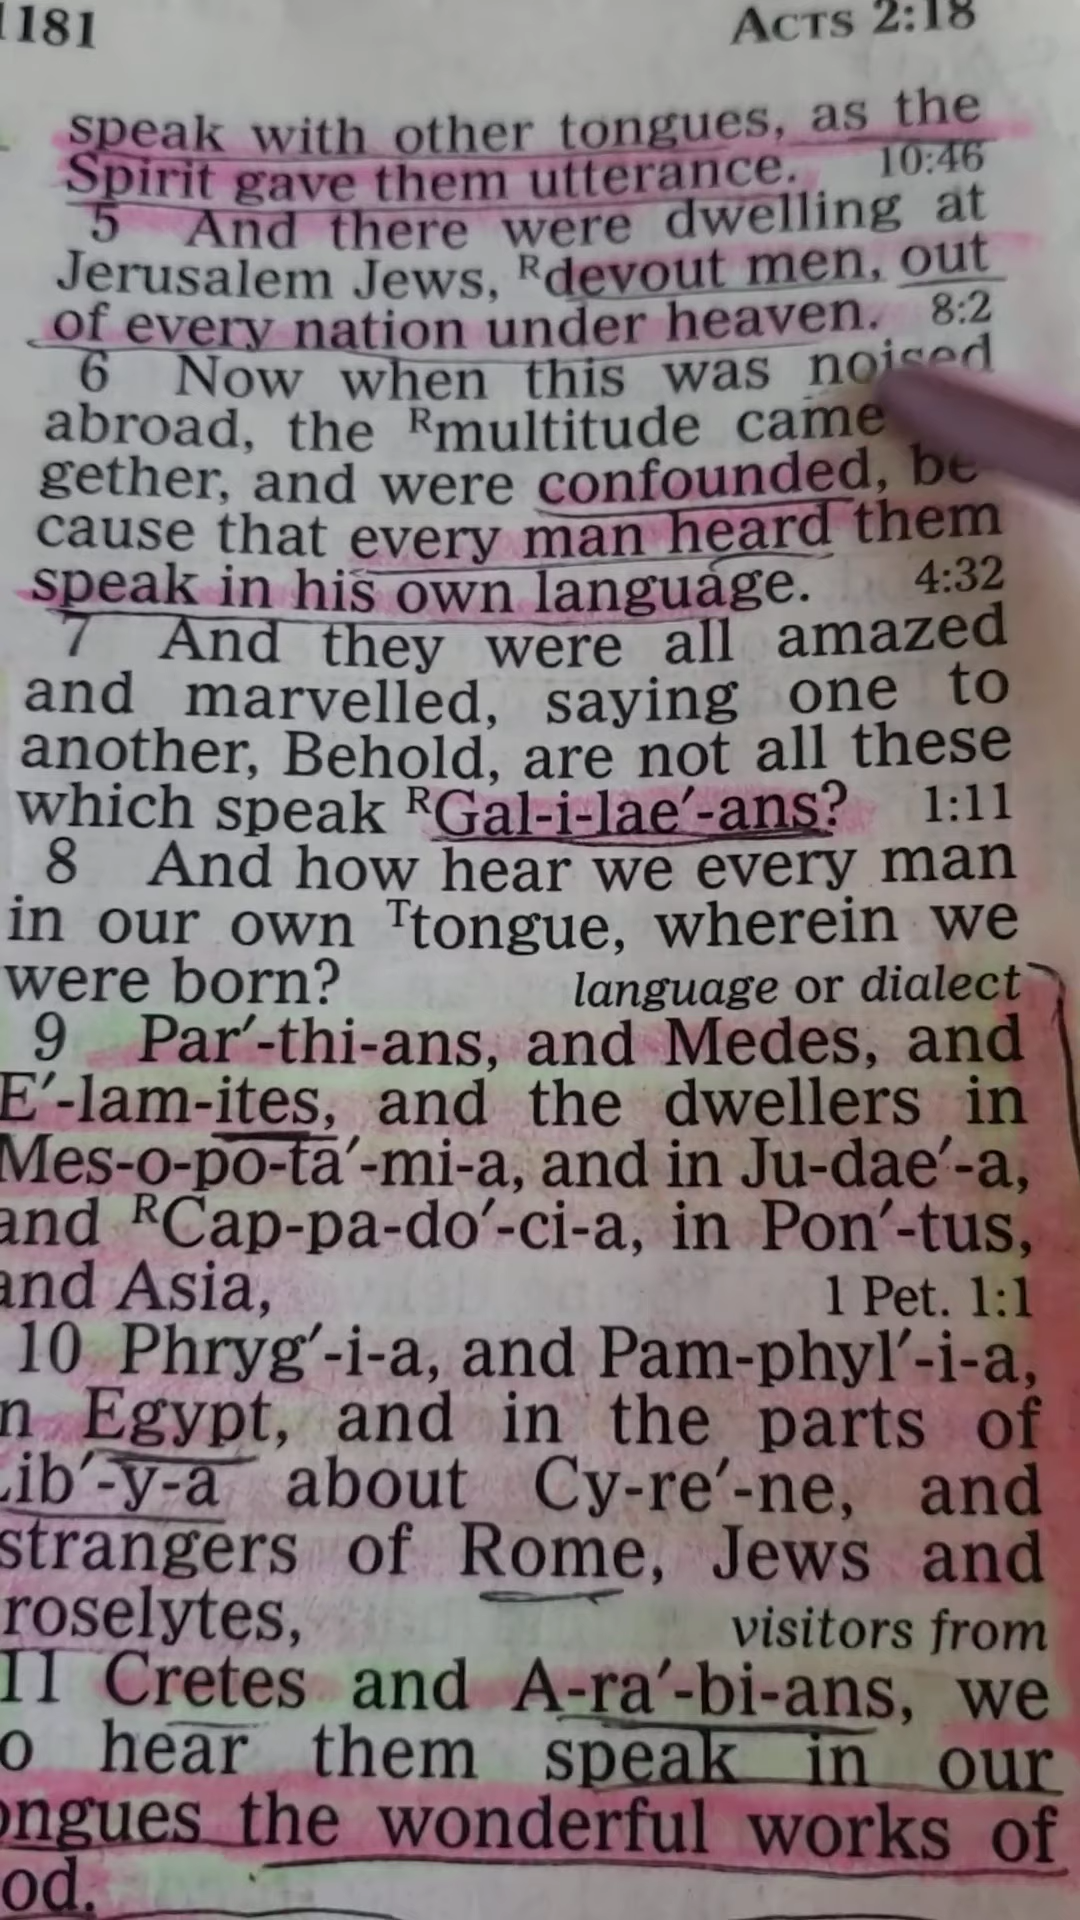 1181 ACTS 2:18
speak with other tongues, as the
Spirit gave them utterance. 10:46
5 And there were dwelling at
Jerusalem Jews, Rdevout men, out
of every nation under heaven. 8:2
6 Now when this was noised
abroad, the Rmultitude came
gether, and were confounded, be
cause that every man heard them
speak in his own language. 4:32
7 And they were all amazed
and marvelled, saying one to
another, Behold, are not all these
which speak RGal-i-lae′-ans? 1:11
8 And how hear we every man
in our own Ttongue, wherein we
were born? language or dialect
9 Par′-thi-ans, and Medes, and
E′-lam-ites, and the dwellers in
Mes-o-po-ta′-mi-a, and in Ju-dae′-a,
and RCap-pa-do′-ci-a, in Pon′-tus,
and Asia, 1 Pet. 1:1
10 Phryg′-i-a, and Pam-phyl′-i-a,
n Egypt, and in the parts of
Lib′-y-a about Cy-re′-ne, and
strangers of Rome, Jews and
roselytes, visitors from
11 Cretes and A-ra′-bi-ans, we
o hear them speak in our
ongues the wonderful works of
od.